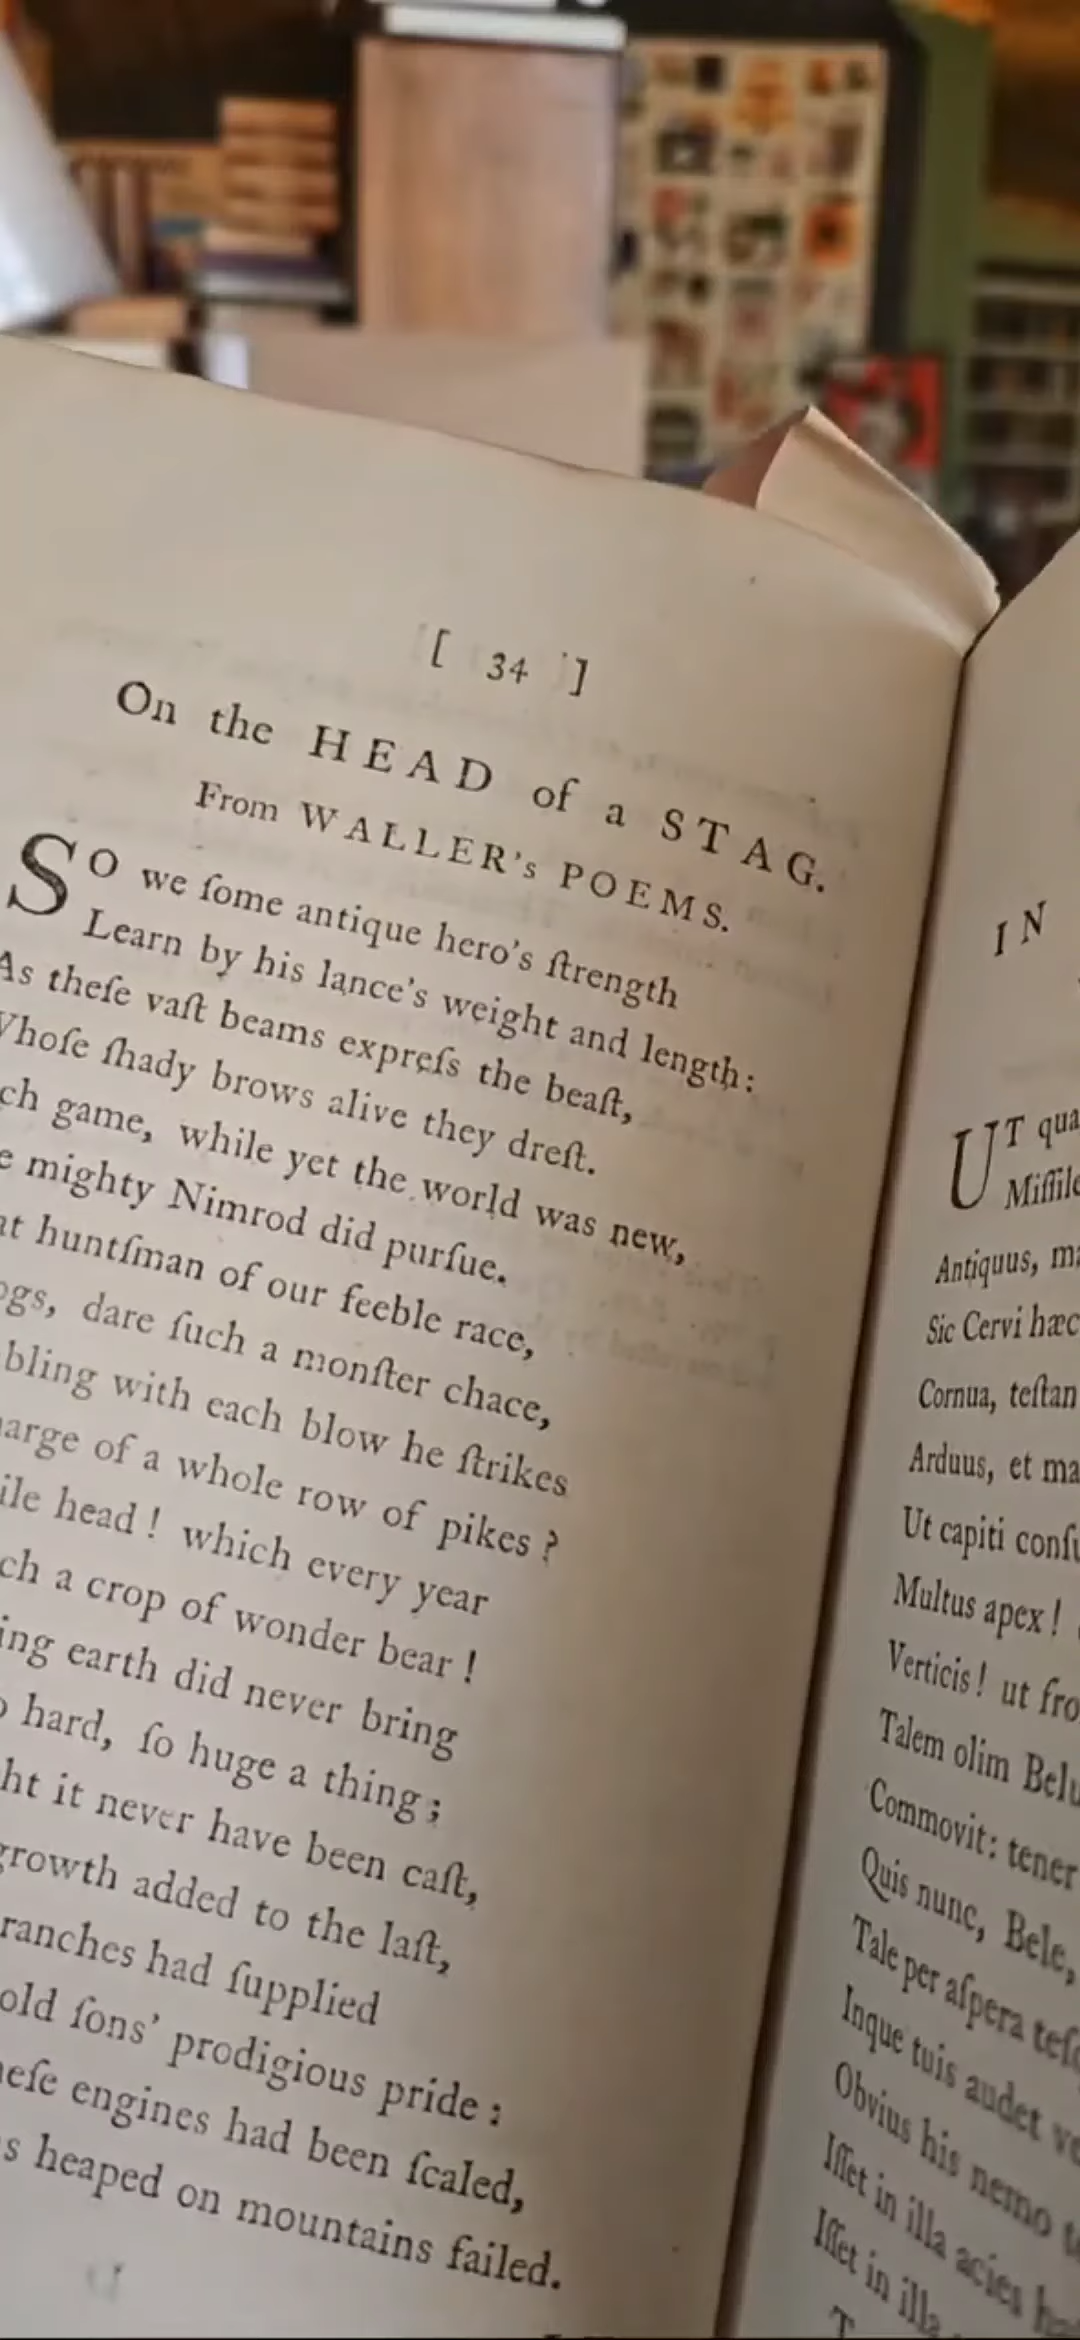 [ 34 ]
On the HEAD of a STAG.
From WALLER's POEMS.
SO we ſome antique hero's ſtrength
Learn by his lance's weight and length:
As theſe vaſt beams expreſs the beaſt,
Whoſe ſhady brows alive they dreſt.
ch game, while yet the world was new,
e mighty Nimrod did purſue.
at huntſman of our feeble race,
ogs, dare ſuch a monſter chace,
bling with each blow he ſtrikes
harge of a whole row of pikes ?
ile head ! which every year
ch a crop of wonder bear !
ing earth did never bring
o hard, ſo huge a thing ;
ht it never have been caſt,
growth added to the laſt,
ranches had ſupplied
old ſons' prodigious pride :
heſe engines had been ſcaled,
s heaped on mountains failed.
IN
UT qua
Miſſile
Antiquus, ma
Sic Cervi hæc
Cornua, teſtan
Arduus, et ma
Ut capiti conſu
Multus apex !
Verticis ! ut fro
Talem olim Belu
Commovit: tener
Quis nunc, Bele,
Tale per aſpera teſq
Inque tuis audet ve
Obvius his nemo te
Iſſet in illa acies ha
Iſſet in illa